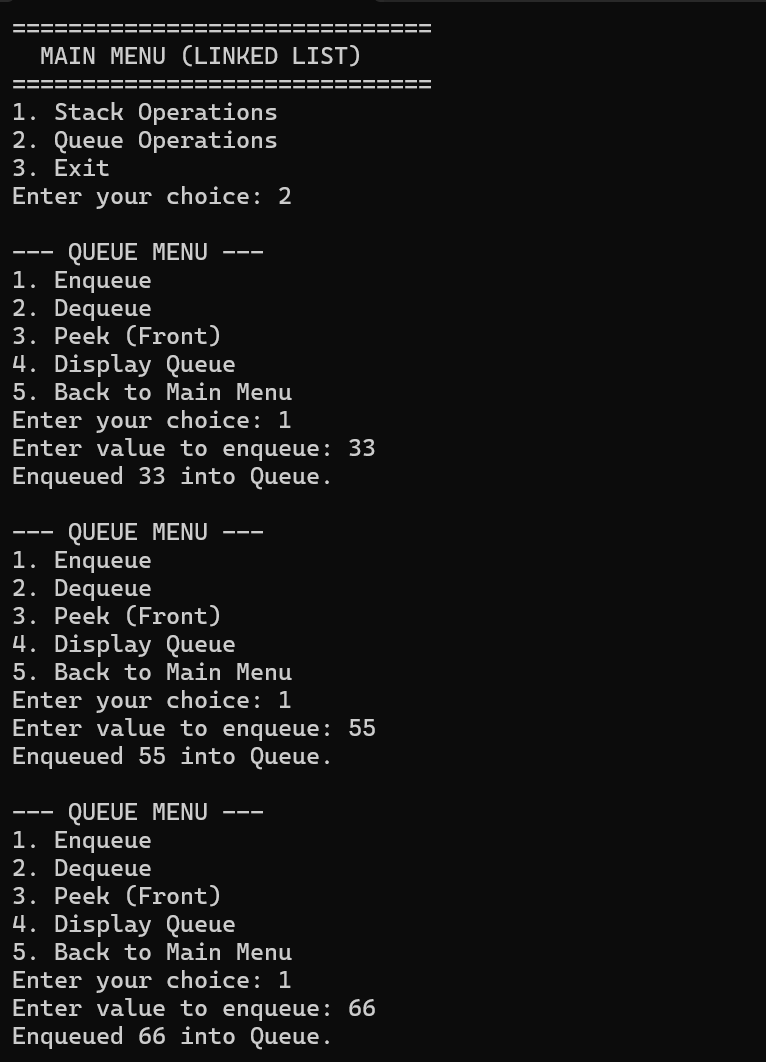 ==============================
  MAIN MENU (LINKED LIST)
==============================
1. Stack Operations
2. Queue Operations
3. Exit
Enter your choice: 2

--- QUEUE MENU ---
1. Enqueue
2. Dequeue
3. Peek (Front)
4. Display Queue
5. Back to Main Menu
Enter your choice: 1
Enter value to enqueue: 33
Enqueued 33 into Queue.

--- QUEUE MENU ---
1. Enqueue
2. Dequeue
3. Peek (Front)
4. Display Queue
5. Back to Main Menu
Enter your choice: 1
Enter value to enqueue: 55
Enqueued 55 into Queue.

--- QUEUE MENU ---
1. Enqueue
2. Dequeue
3. Peek (Front)
4. Display Queue
5. Back to Main Menu
Enter your choice: 1
Enter value to enqueue: 66
Enqueued 66 into Queue.